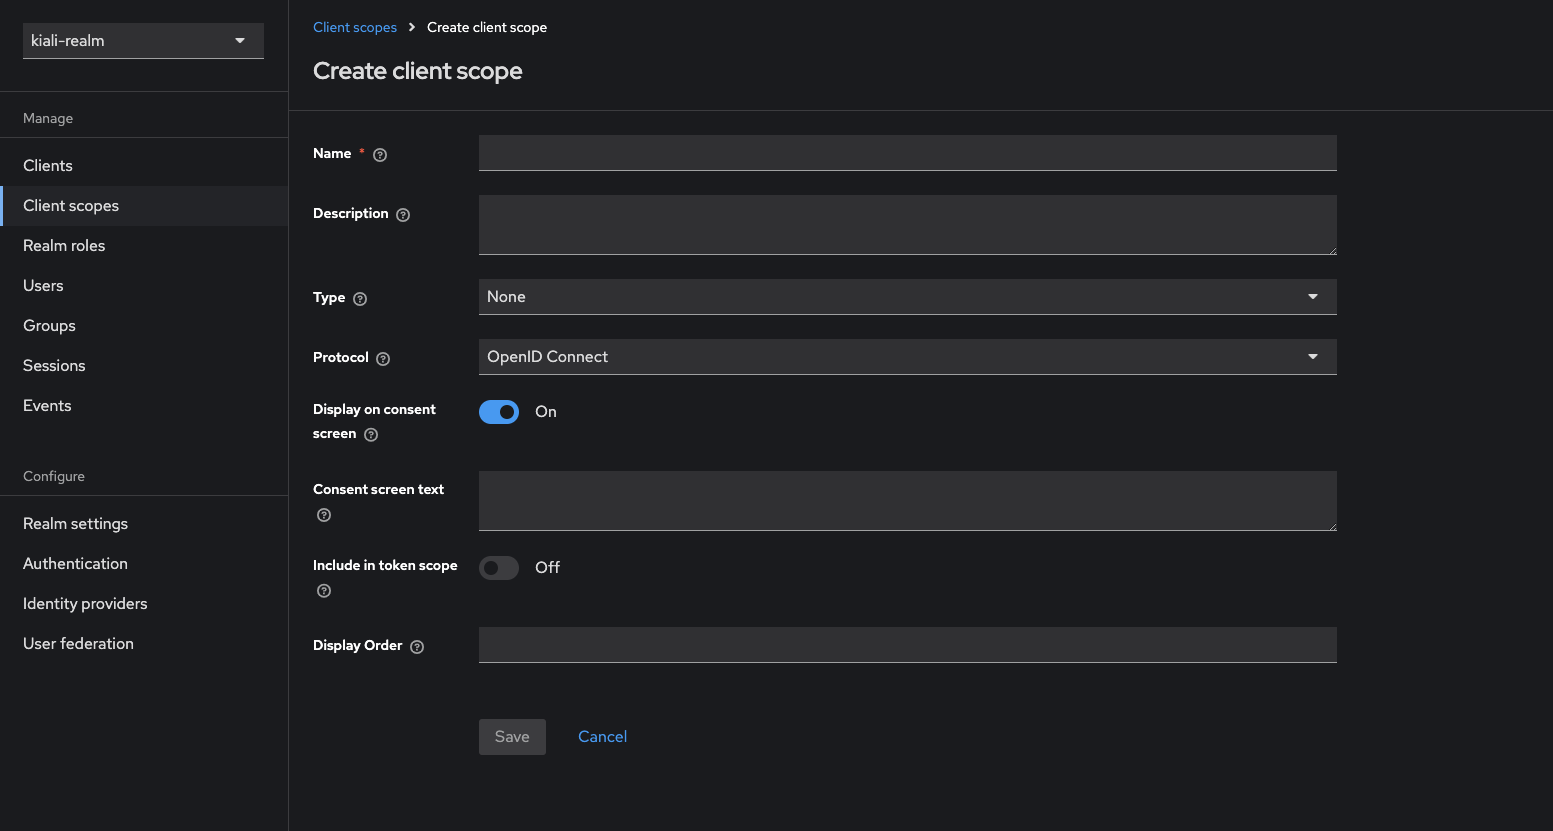 kiali-realm
Manage
Clients
Client scopes
Realm roles
Users
Groups
Sessions
Events
Configure
Realm settings
Authentication
Identity providers
User federation
Client scopes > Create client scope
Create client scope
Name *
Description
Type
None
Protocol
OpenID Connect
Display on consent
screen
On
Consent screen text
Include in token scope
Off
Display Order
Save
Cancel